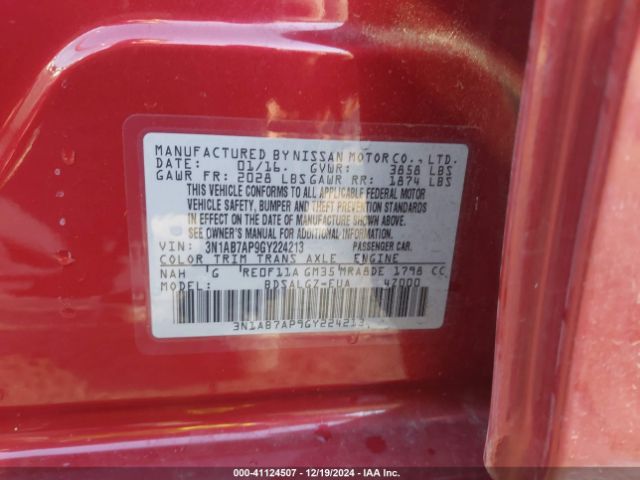 MANUFACTURED BY NISSAN MOTOR CO., LTD.
DATE: 01/16. GVWR: 3858 LBS
GAWR FR: 2028 LBS GAWR RR: 1874 LBS
THIS VEHICLE CONFORMS TO ALL APPLICABLE FEDERAL MOTOR
VEHICLE SAFETY, BUMPER AND THEFT PREVENTION STANDARDS
IN EFFECT ON THE DATE OF MANUFACTURE SHOWN ABOVE.
SEE OWNER'S MANUAL FOR ADDITIONAL INFORMATION.
VIN: 3N1AB7AP9GY224213 PASSENGER CAR.
COLOR TRIM TRANS AXLE ENGINE
NAH 'G 'RE0F11A GM35 MRA8DE 1798 CC
MODEL: BDSALGZ-EUA 47000
3N1AB7AP9GY224213
000-41124507 - 12/19/2024 - IAA Inc.